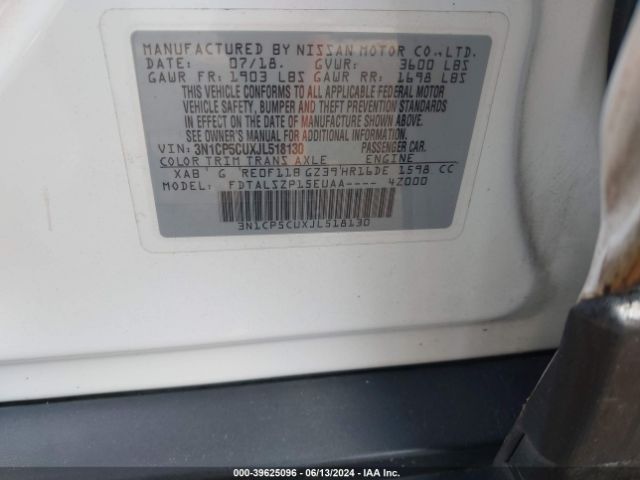 MANUFACTURED BY NISSAN MOTOR CO.,LTD.
DATE: 07/18. GVWR: 3600 LBS
GAWR FR: 1903 LBS GAWR RR: 1698 LBS
THIS VEHICLE CONFORMS TO ALL APPLICABLE FEDERAL MOTOR
VEHICLE SAFETY, BUMPER AND THEFT PREVENTION STANDARDS
IN EFFECT ON THE DATE OF MANUFACTURE SHOWN ABOVE.
SEE OWNER'S MANUAL FOR ADDITIONAL INFORMATION.
VIN: 3N1CP5CUXJL518130 PASSENGER CAR.
COLOR TRIM TRANS AXLE ENGINE
XAB G RE0F11B GZ39 HR16DE 1598 CC
MODEL: FDTALSZP15EUAA---- 4Z000
3N1CP5CUXJL518130
000-39625096 - 06/13/2024 - IAA Inc.